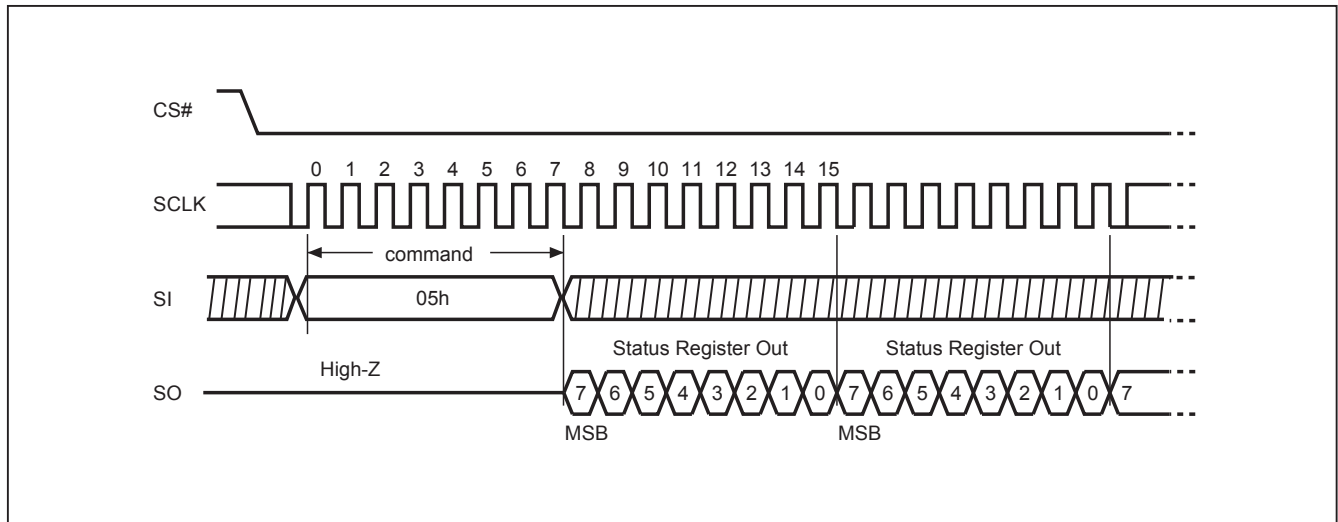 CS#
0 1 2 3 4 5 6 7 8 9 10 11 12 13 14 15
SCLK
command
SI
05h
Status Register Out Status Register Out
High-Z
SO
7 6 5 4 3 2 1 0 7 6 5 4 3 2 1 0 7
MSB MSB